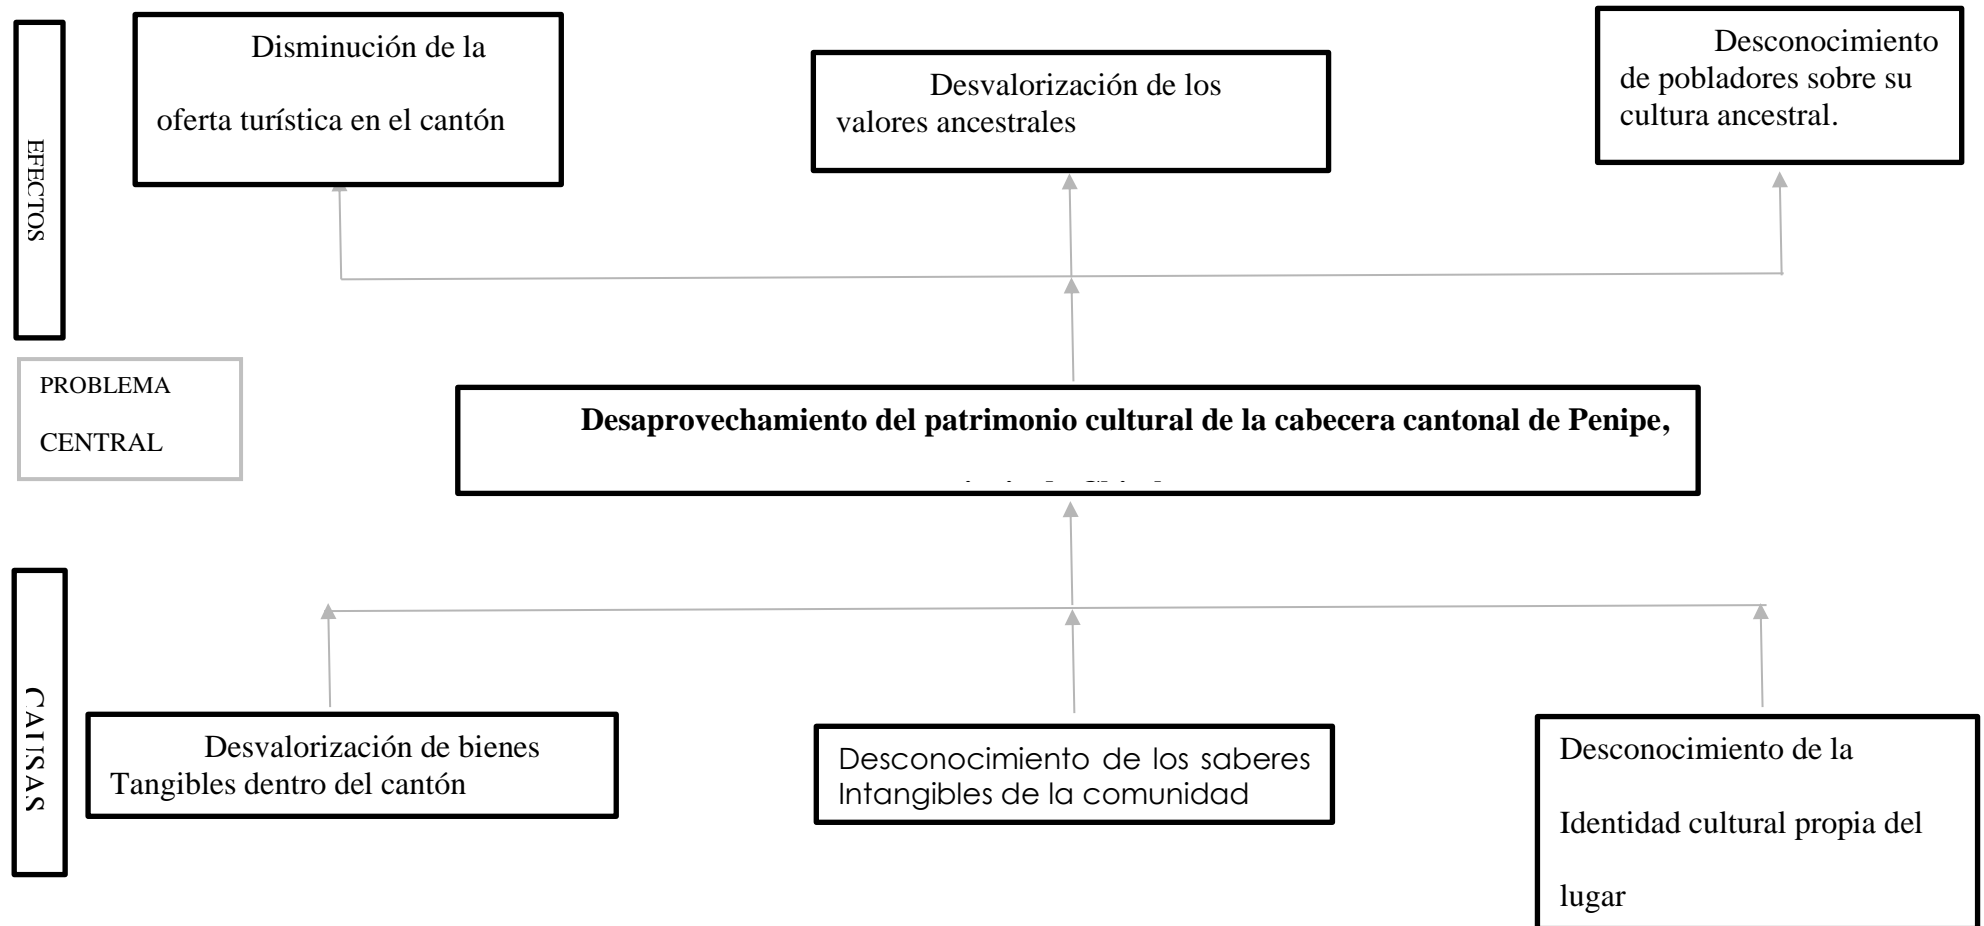 EFECTOS
Disminución de la
oferta turística en el cantón
Desvalorización de los
valores ancestrales
Desconocimiento
de pobladores sobre su
cultura ancestral.
PROBLEMA
CENTRAL
Desaprovechamiento del patrimonio cultural de la cabecera cantonal de Penipe,
CAUSAS
Desvalorización de bienes
Tangibles dentro del cantón
Desconocimiento de los saberes
Intangibles de la comunidad
Desconocimiento de la
Identidad cultural propia del
lugar